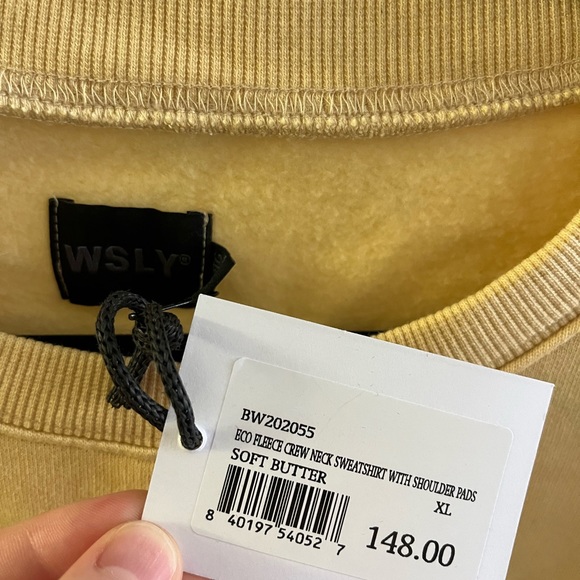 WSLY®
BW202055
ECO FLEECE CREW NECK SWEATSHIRT WITH SHOULDER PADS
SOFT BUTTER
XL
8 40197 54052 7
148.00